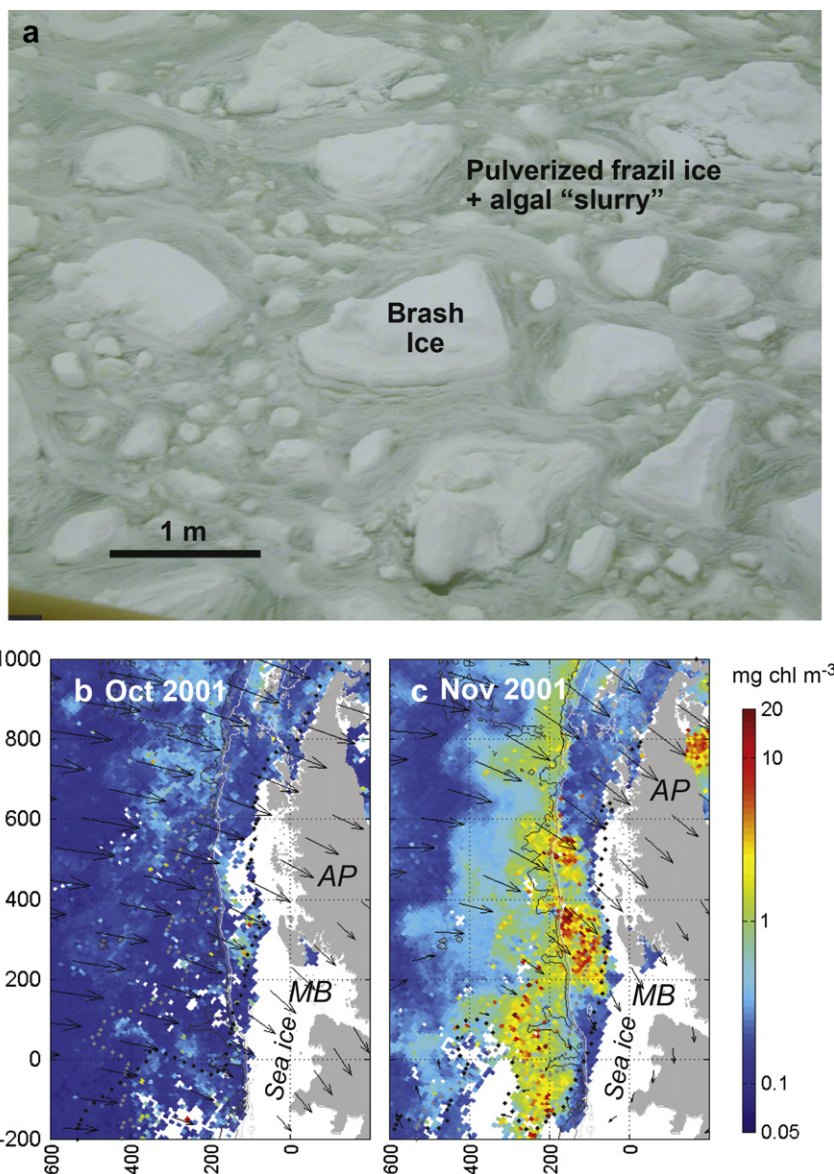 a
Pulverized frazil ice
+ algal “slurry”
Brash
Ice
1 m
b Oct 2001
c Nov 2001
mg chl m-3
1000
800
600
400
200
0
-200
AP
MB
Sea ice
600
400
200
0
AP
MB
Sea ice
600
400
200
0
20
10
1
0.1
0.05